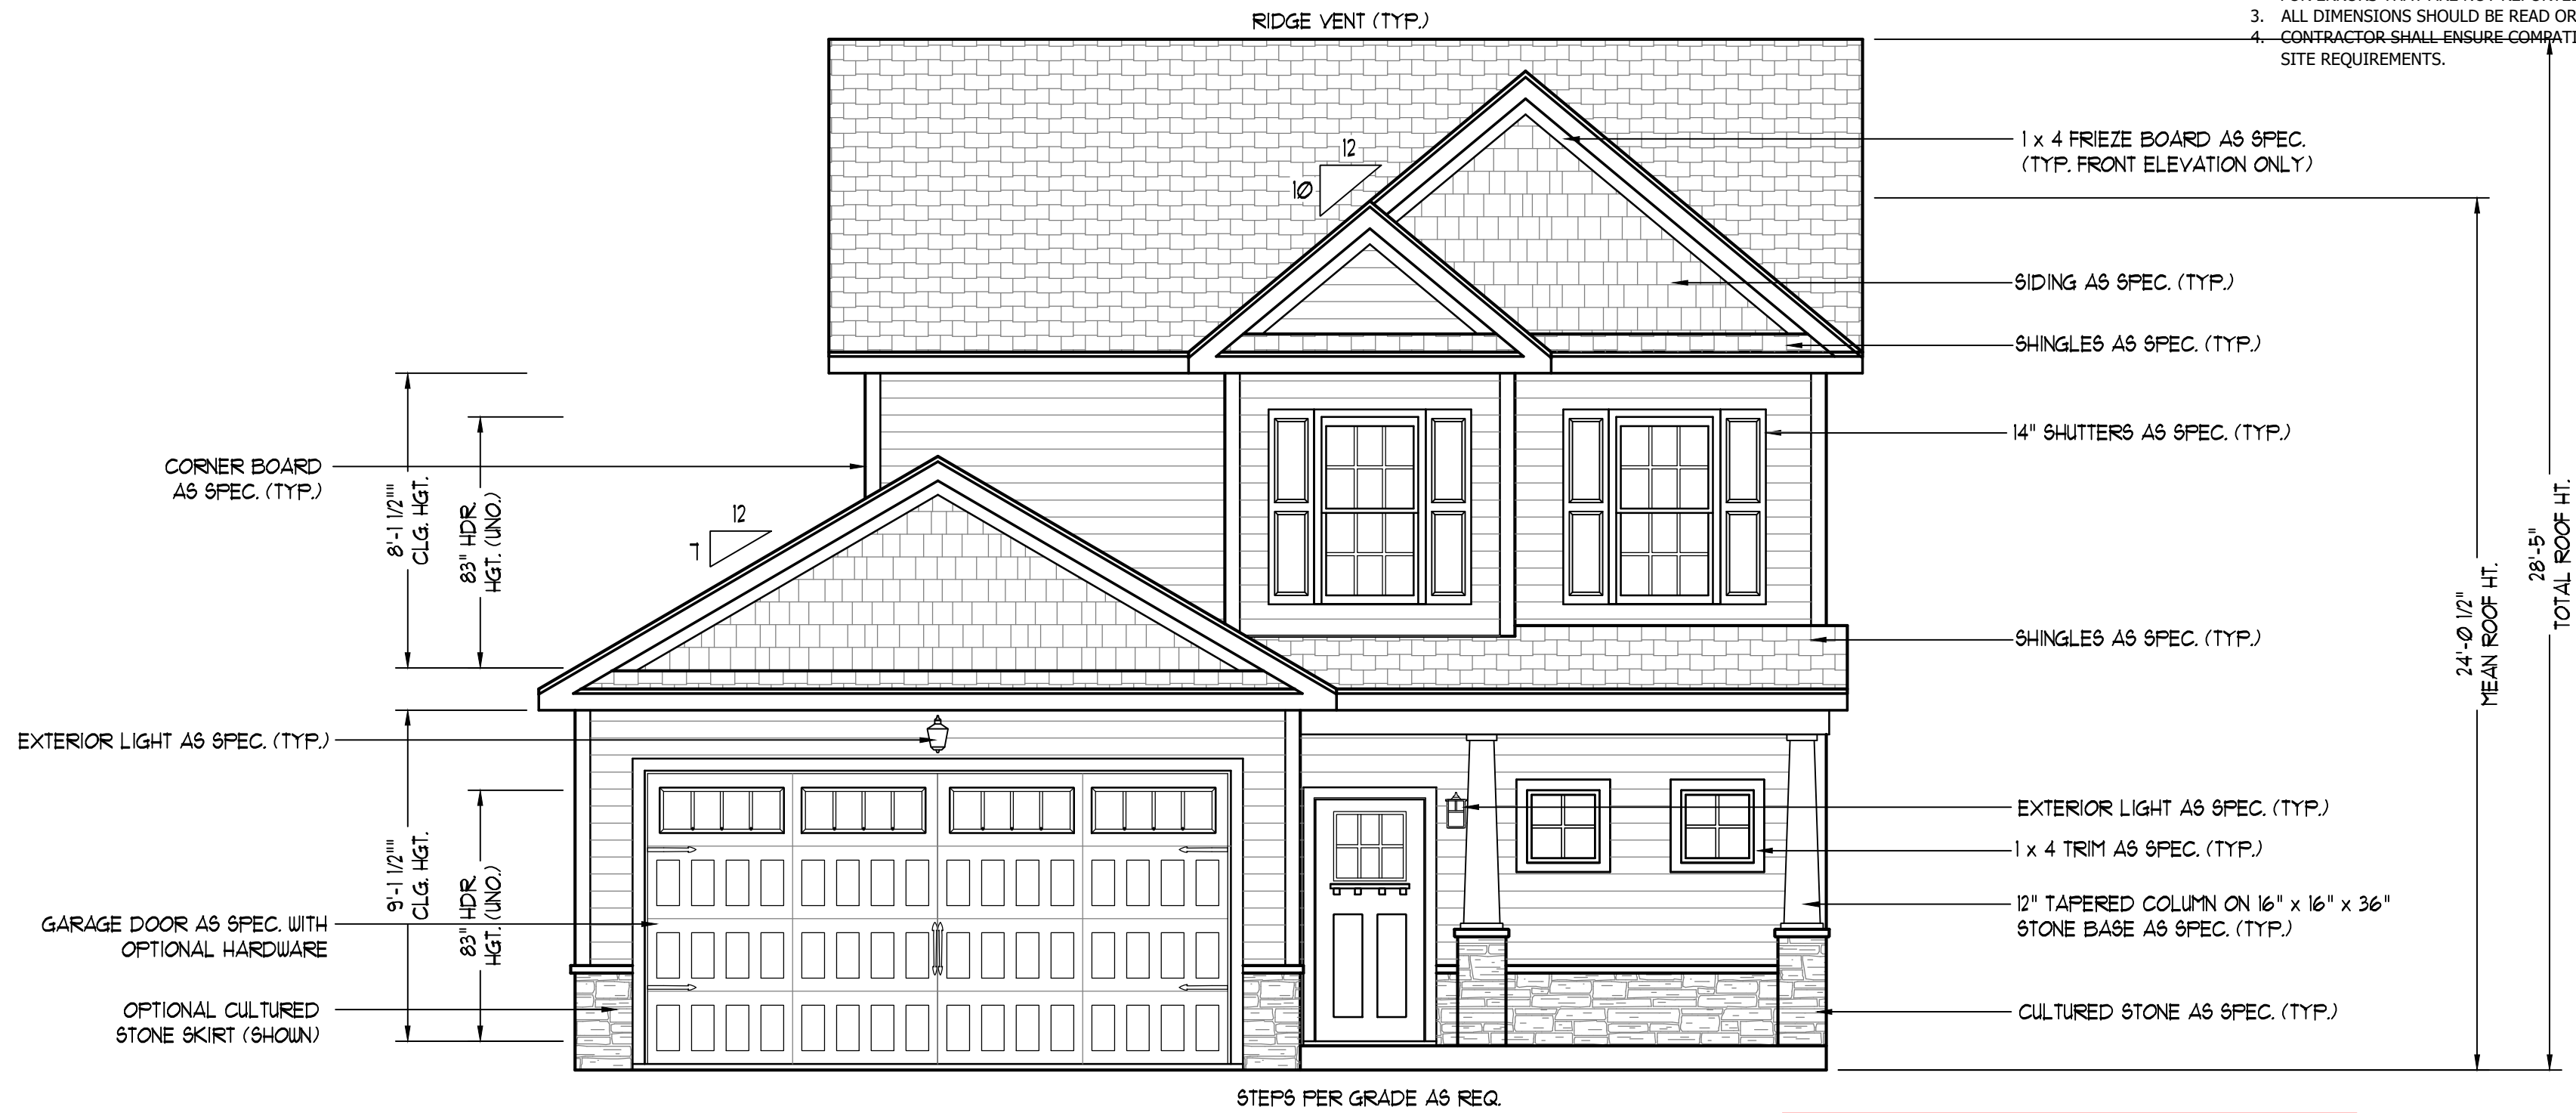 RIDGE VENT (TYP.)
3. ALL DIMENSIONS SHOULD BE READ OR
4. CONTRACTOR SHALL ENSURE COMPATI
SITE REQUIREMENTS.
1 x 4 FRIEZE BOARD AS SPEC.
(TYP. FRONT ELEVATION ONLY)
12
10
SIDING AS SPEC. (TYP.)
SHINGLES AS SPEC. (TYP.)
14" SHUTTERS AS SPEC. (TYP.)
CORNER BOARD
AS SPEC. (TYP.)
8'-1 1/2""
CLG. HGT.
83" HDR.
HGT. (UNO.)
12
7
28'-5"
TOTAL ROOF HT.
24'-0 1/2"
MEAN ROOF HT.
SHINGLES AS SPEC. (TYP.)
EXTERIOR LIGHT AS SPEC. (TYP.)
EXTERIOR LIGHT AS SPEC. (TYP.)
1 x 4 TRIM AS SPEC. (TYP.)
9'-1 1/2""
CLG. HGT.
83" HDR.
HGT. (UNO.)
12" TAPERED COLUMN ON 16" x 16" x 36"
STONE BASE AS SPEC. (TYP.)
GARAGE DOOR AS SPEC. WITH
OPTIONAL HARDWARE
OPTIONAL CULTURED
STONE SKIRT (SHOWN)
CULTURED STONE AS SPEC. (TYP.)
STEPS PER GRADE AS REQ.